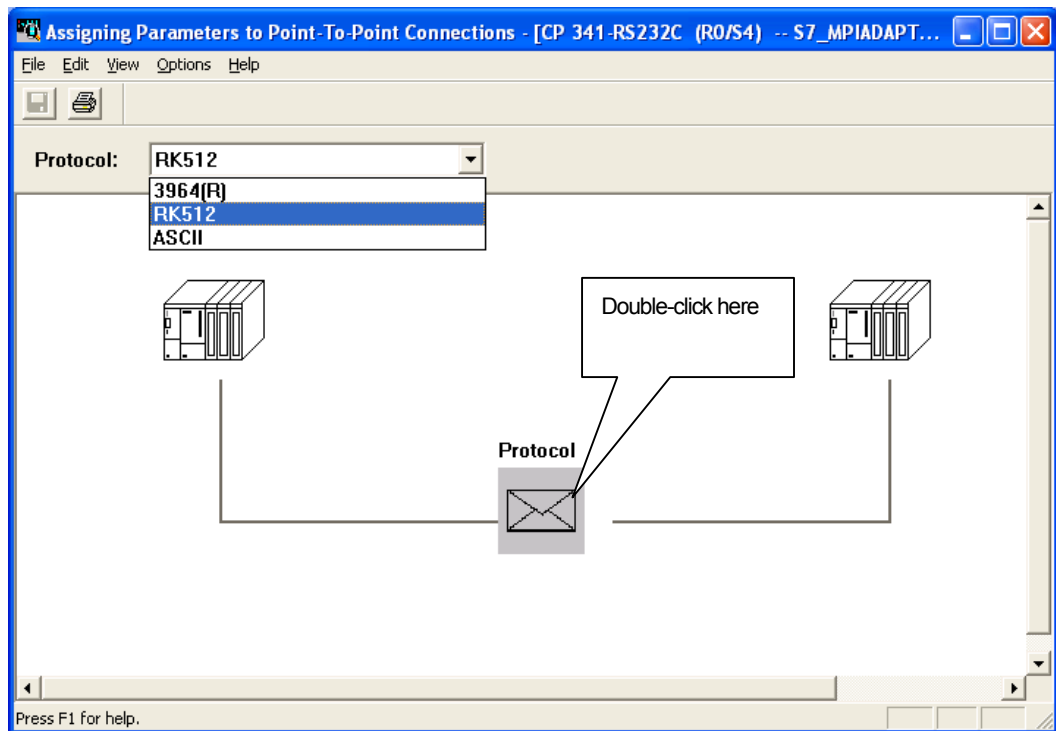 Assigning Parameters to Point-To-Point Connections - [CP 341-RS232C (R0/S4) -- S7_MPIADAPT...
File Edit View Options Help
Protocol: RK512
3964(R)
RK512
ASCII
Double-click here
Protocol
Press F1 for help.